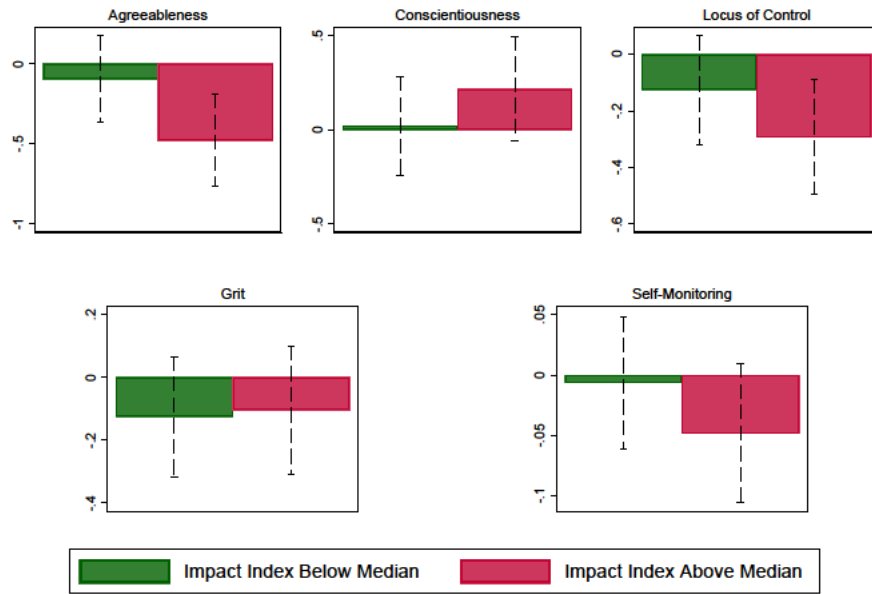 Agreeableness
0
-.5
-1
Conscientiousness
.5
0
-.5
Locus of Control
0
-.2
-.4
-.6
Grit
.2
0
-.2
-.4
Self-Monitoring
.05
0
-.05
-.1
Impact Index Below Median
Impact Index Above Median